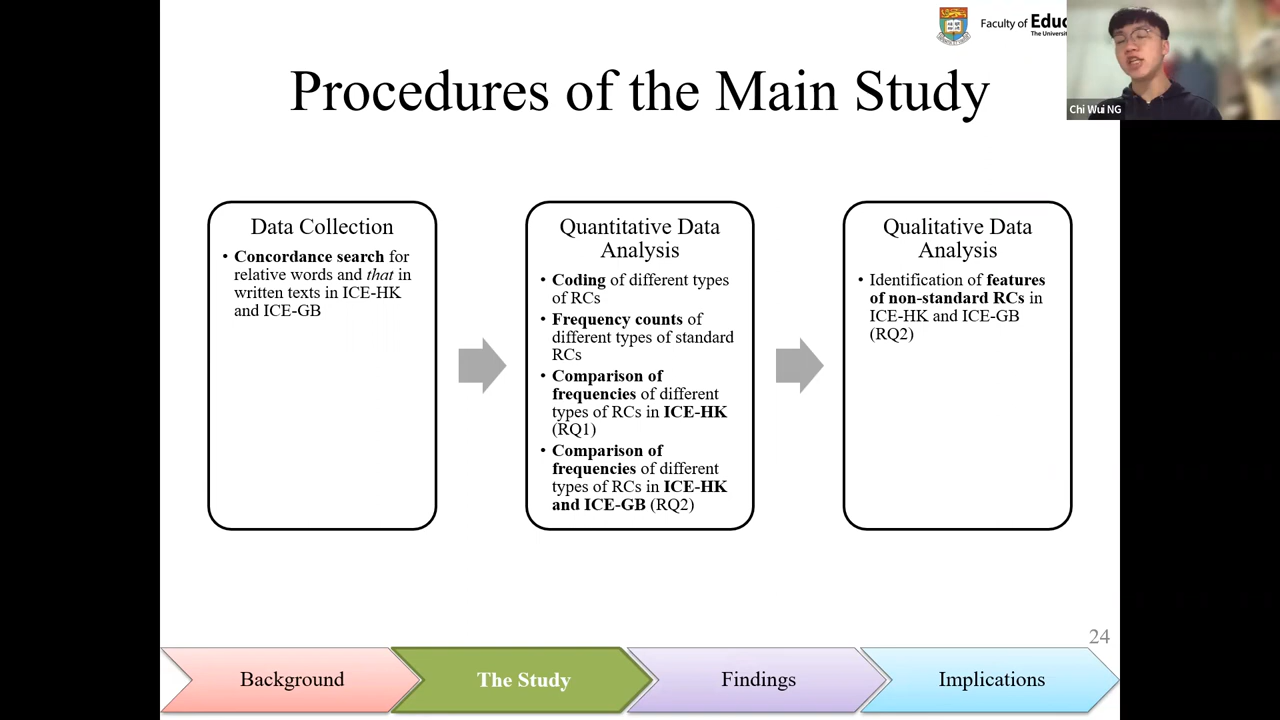 Faculty of Educ
The Universi
Chi Wui NG
Procedures of the Main Study
Data Collection
• Concordance search for
relative words and that in
written texts in ICE-HK
and ICE-GB
Quantitative Data
Analysis
• Coding of different types
of RCs
• Frequency counts of
different types of standard
RCs
• Comparison of
frequencies of different
types of RCs in ICE-HK
(RQ1)
• Comparison of
frequencies of different
types of RCs in ICE-HK
and ICE-GB (RQ2)
Qualitative Data
Analysis
• Identification of features
of non-standard RCs in
ICE-HK and ICE-GB
(RQ2)
24
Background
The Study
Findings
Implications